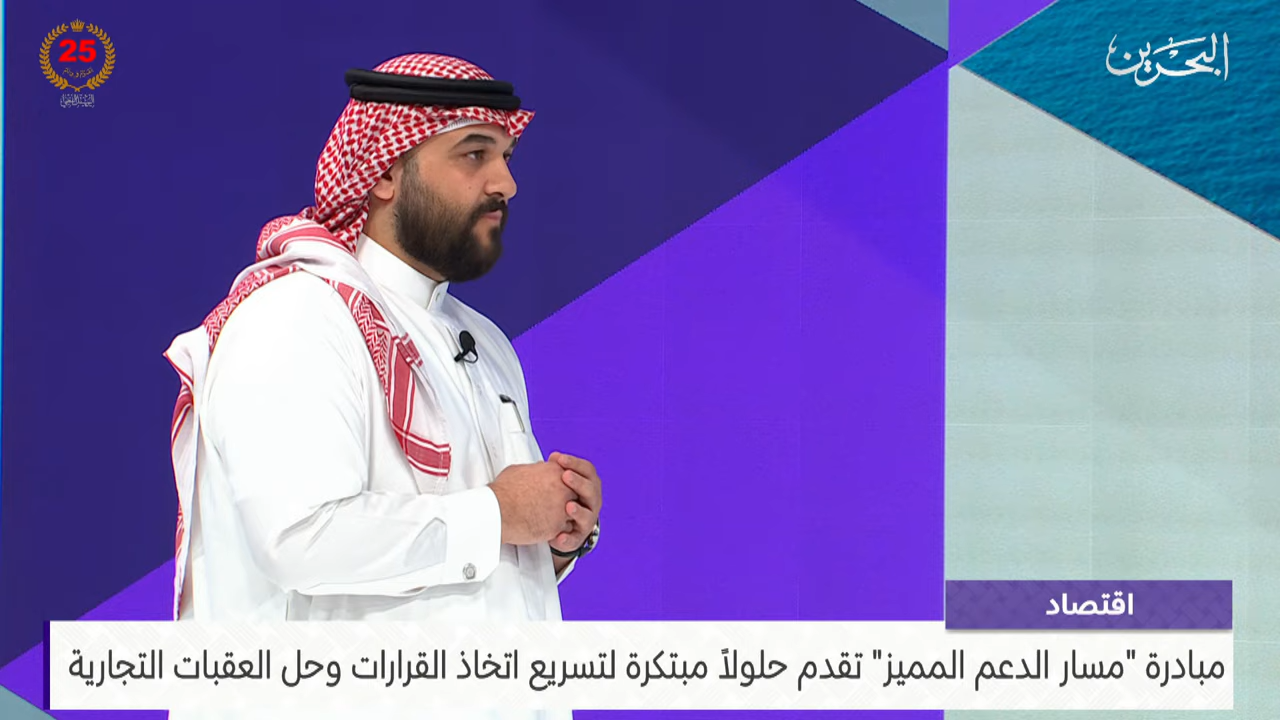 25
البحرين
اقتصاد
مبادرة "مسار الدعم المميز" تقدم حلولاً مبتكرة لتسريع اتخاذ القرارات وحل العقبات التجارية